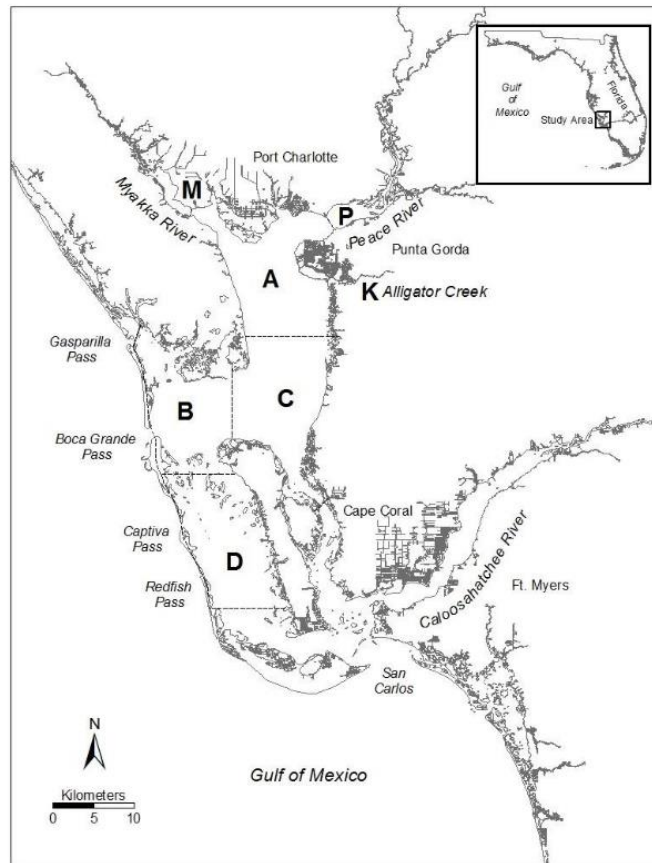 Gulf
of
Mexico
Florida
Study Area
Port Charlotte
M
Myakka River
P
Peace River
Punta Gorda
A
K Alligator Creek
Gasparilla
Pass
B
C
Boca Grande
Pass
Cape Coral
Captiva
Pass
D
Redfish
Pass
Caloosahatchee River
Ft. Myers
San
Carlos
N
Gulf of Mexico
Kilometers
0 5 10